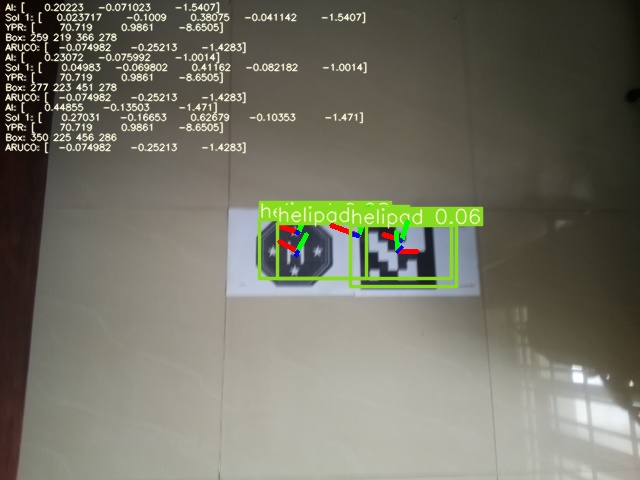 AI: [ 0.20223 -0.071023 -1.5407]
Sol 1: [ 0.023717 -0.1009 0.38075 -0.041142 -1.5407]
YPR: [ 70.719 0.9861 -8.6505]
Box: 259 219 366 278
ARUCO: [ -0.074982 -0.25213 -1.4283]
AI: [ 0.23072 -0.075992 -1.0014]
Sol 1: [ 0.04983 -0.069802 0.41162 -0.082182 -1.0014]
YPR: [ 70.719 0.9861 -8.6505]
Box: 277 223 451 278
ARUCO: [ -0.074982 -0.25213 -1.4283]
AI: [ 0.44855 -0.13503 -1.471]
Sol 1: [ 0.27031 -0.16653 0.62679 -0.10353 -1.471]
YPR: [ 70.719 0.9861 -8.6505]
Box: 350 225 456 286
ARUCO: [ -0.074982 -0.25213 -1.4283]
helipad
helipad 0.06
H